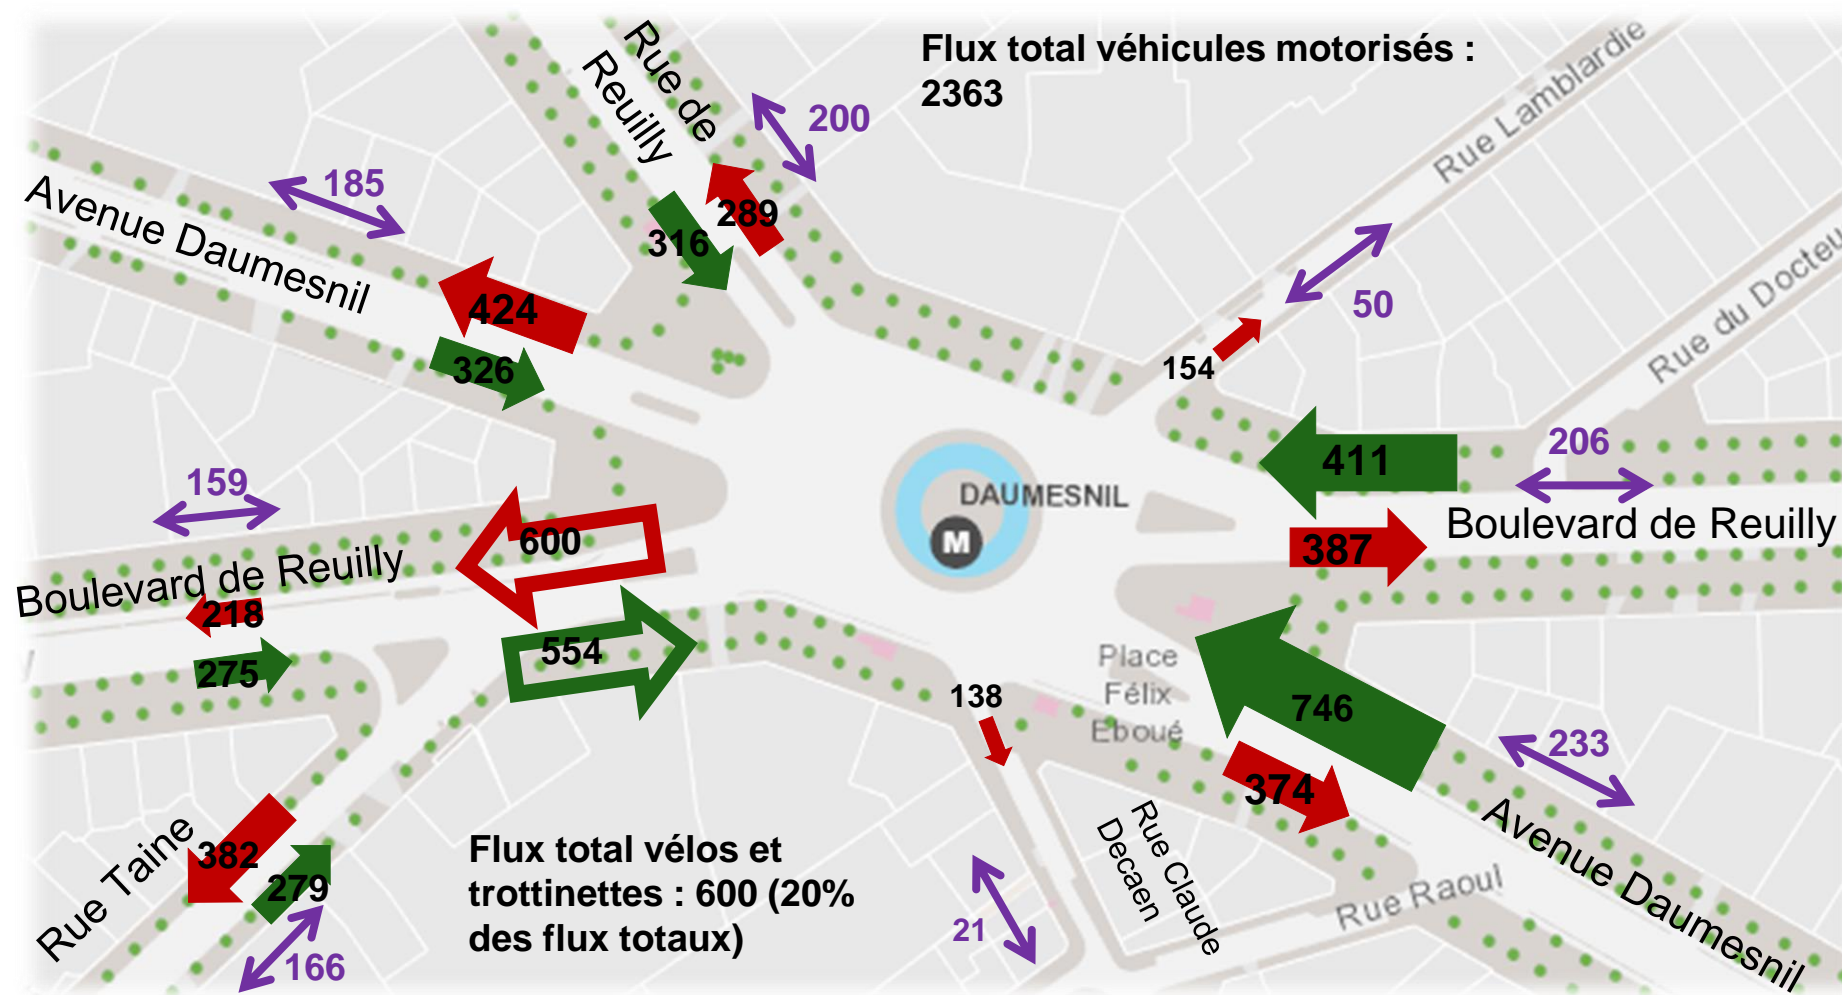 Flux total véhicules motorisés :
2363
Rue de
Reuilly
200
Rue Lamblardie
185
Avenue Daumesnil
289
316
50
Rue du Docteu
424
326
154
411
206
159
DAUMESNIL
M
Boulevard de Reuilly
600
387
Boulevard de Reuilly
218
275
554
138
Place
Félix
Eboué
746
233
374
Rue Taine
382
279
166
Flux total vélos et
trottinettes : 600 (20%
des flux totaux)
21
Rue Claude
Decaen
Rue Raoul
Avenue Daumesnil